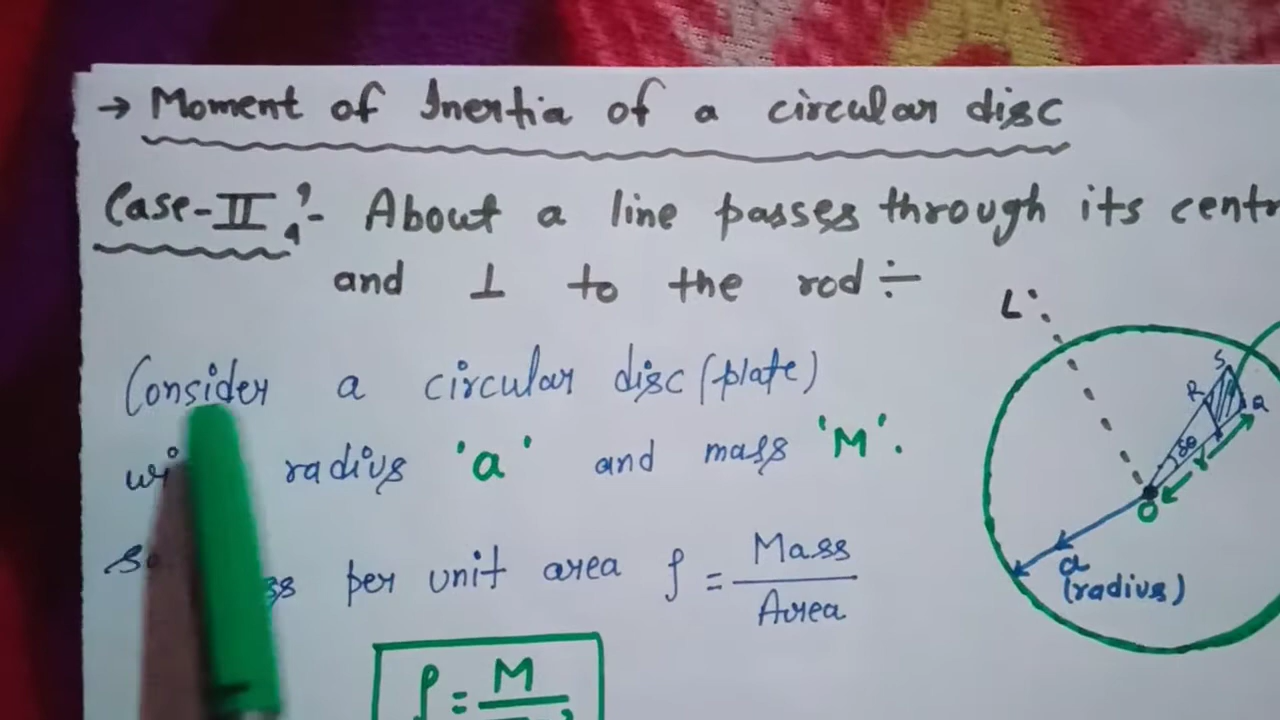 → Moment of Inertia of a circular disc
Case-II :- About a line passes through its centr
and ⊥ to the rod ÷
Consider a circular disc (plate)
radius 'a' and mass 'M'.
per unit area ρ = Mass / Area
ρ = M
L
S
R
Q
δθ
r
O
a
(radius)